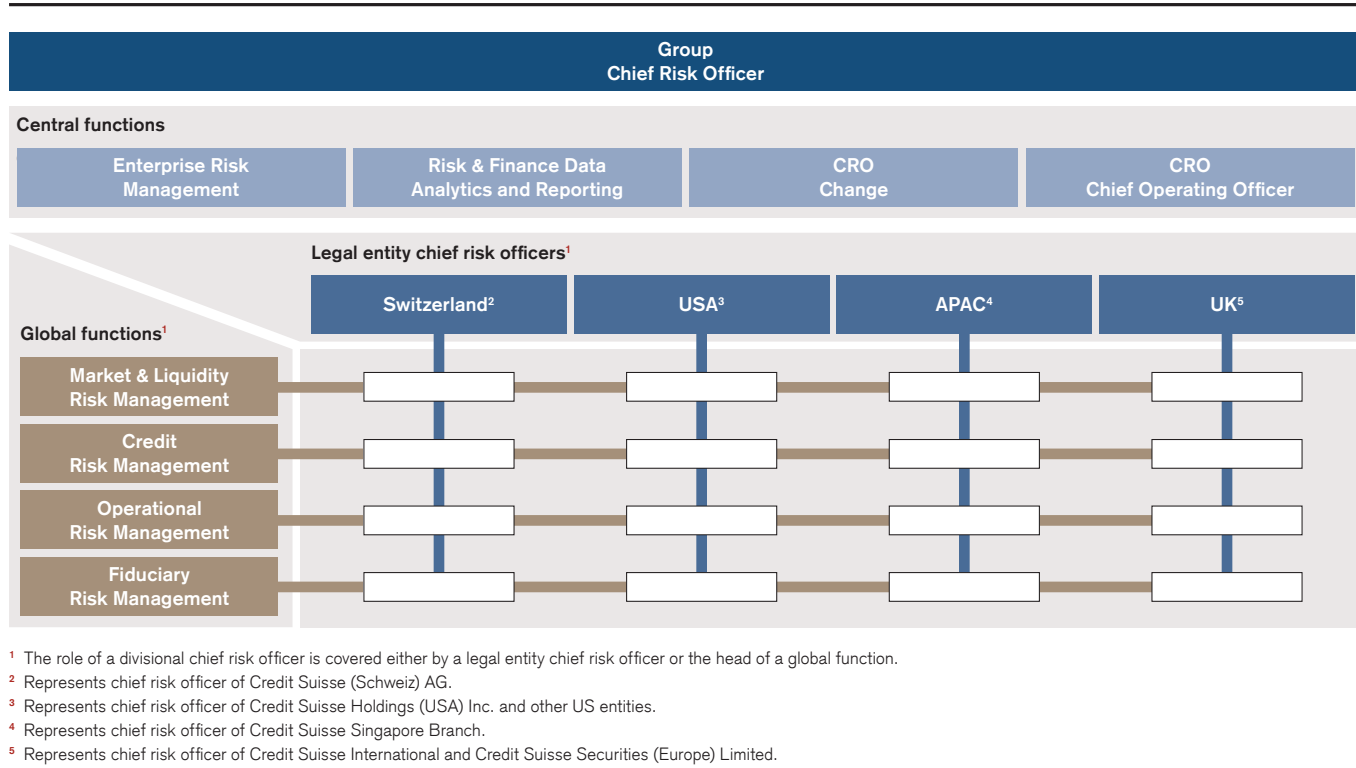 Group
Chief Risk Officer
Central functions
Enterprise Risk
Management
Risk & Finance Data
Analytics and Reporting
CRO
Change
CRO
Chief Operating Officer
Legal entity chief risk officers¹
Switzerland²
USA³
APAC⁴
UK⁵
Global functions¹
Market & Liquidity
Risk Management
Credit
Risk Management
Operational
Risk Management
Fiduciary
Risk Management
¹ The role of a divisional chief risk officer is covered either by a legal entity chief risk officer or the head of a global function.
² Represents chief risk officer of Credit Suisse (Schweiz) AG.
³ Represents chief risk officer of Credit Suisse Holdings (USA) Inc. and other US entities.
⁴ Represents chief risk officer of Credit Suisse Singapore Branch.
⁵ Represents chief risk officer of Credit Suisse International and Credit Suisse Securities (Europe) Limited.